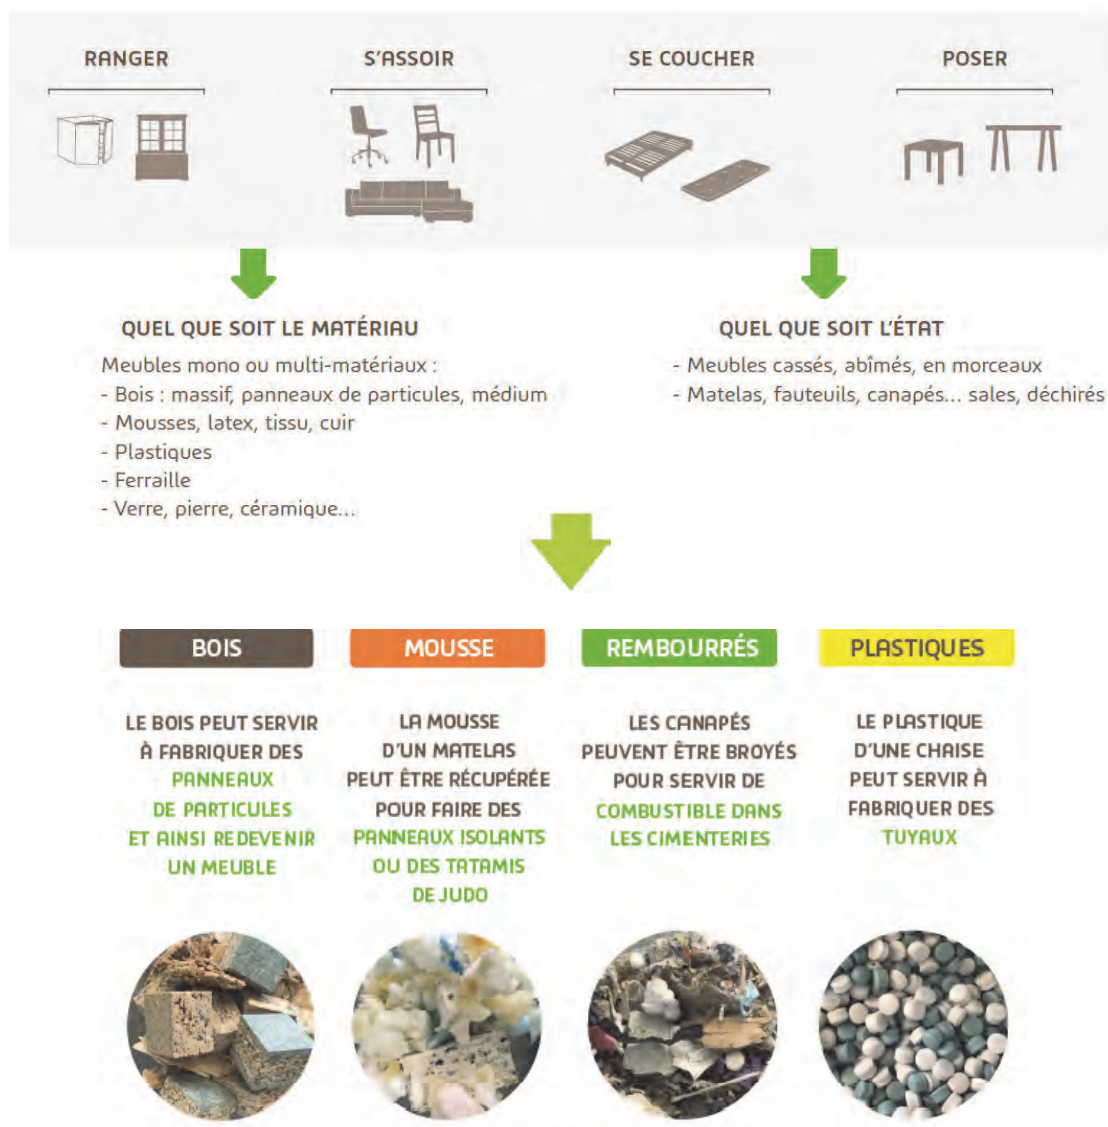 RANGER
S'ASSOIR
SE COUCHER
POSER
QUEL QUE SOIT LE MATÉRIAU
Meubles mono ou multi-matériaux :
- Bois : massif, panneaux de particules, médium
- Mousses, latex, tissu, cuir
- Plastiques
- Ferraille
- Verre, pierre, céramique...
QUEL QUE SOIT L'ÉTAT
- Meubles cassés, abîmés, en morceaux
- Matelas, fauteuils, canapés... sales, déchirés
BOIS
LE BOIS PEUT SERVIR
À FABRIQUER DES
PANNEAUX
DE PARTICULES
ET AINSI REDEVENIR
UN MEUBLE
MOUSSE
LA MOUSSE
D'UN MATELAS
PEUT ÊTRE RÉCUPÉRÉE
POUR FAIRE DES
PANNEAUX ISOLANTS
OU DES TATAMIS
DE JUDO
REMBOURRÉS
LES CANAPÉS
PEUVENT ÊTRE BROYÉS
POUR SERVIR DE
COMBUSTIBLE DANS
LES CIMENTERIES
PLASTIQUES
LE PLASTIQUE
D'UNE CHAISE
PEUT SERVIR À
FABRIQUER DES
TUYAUX